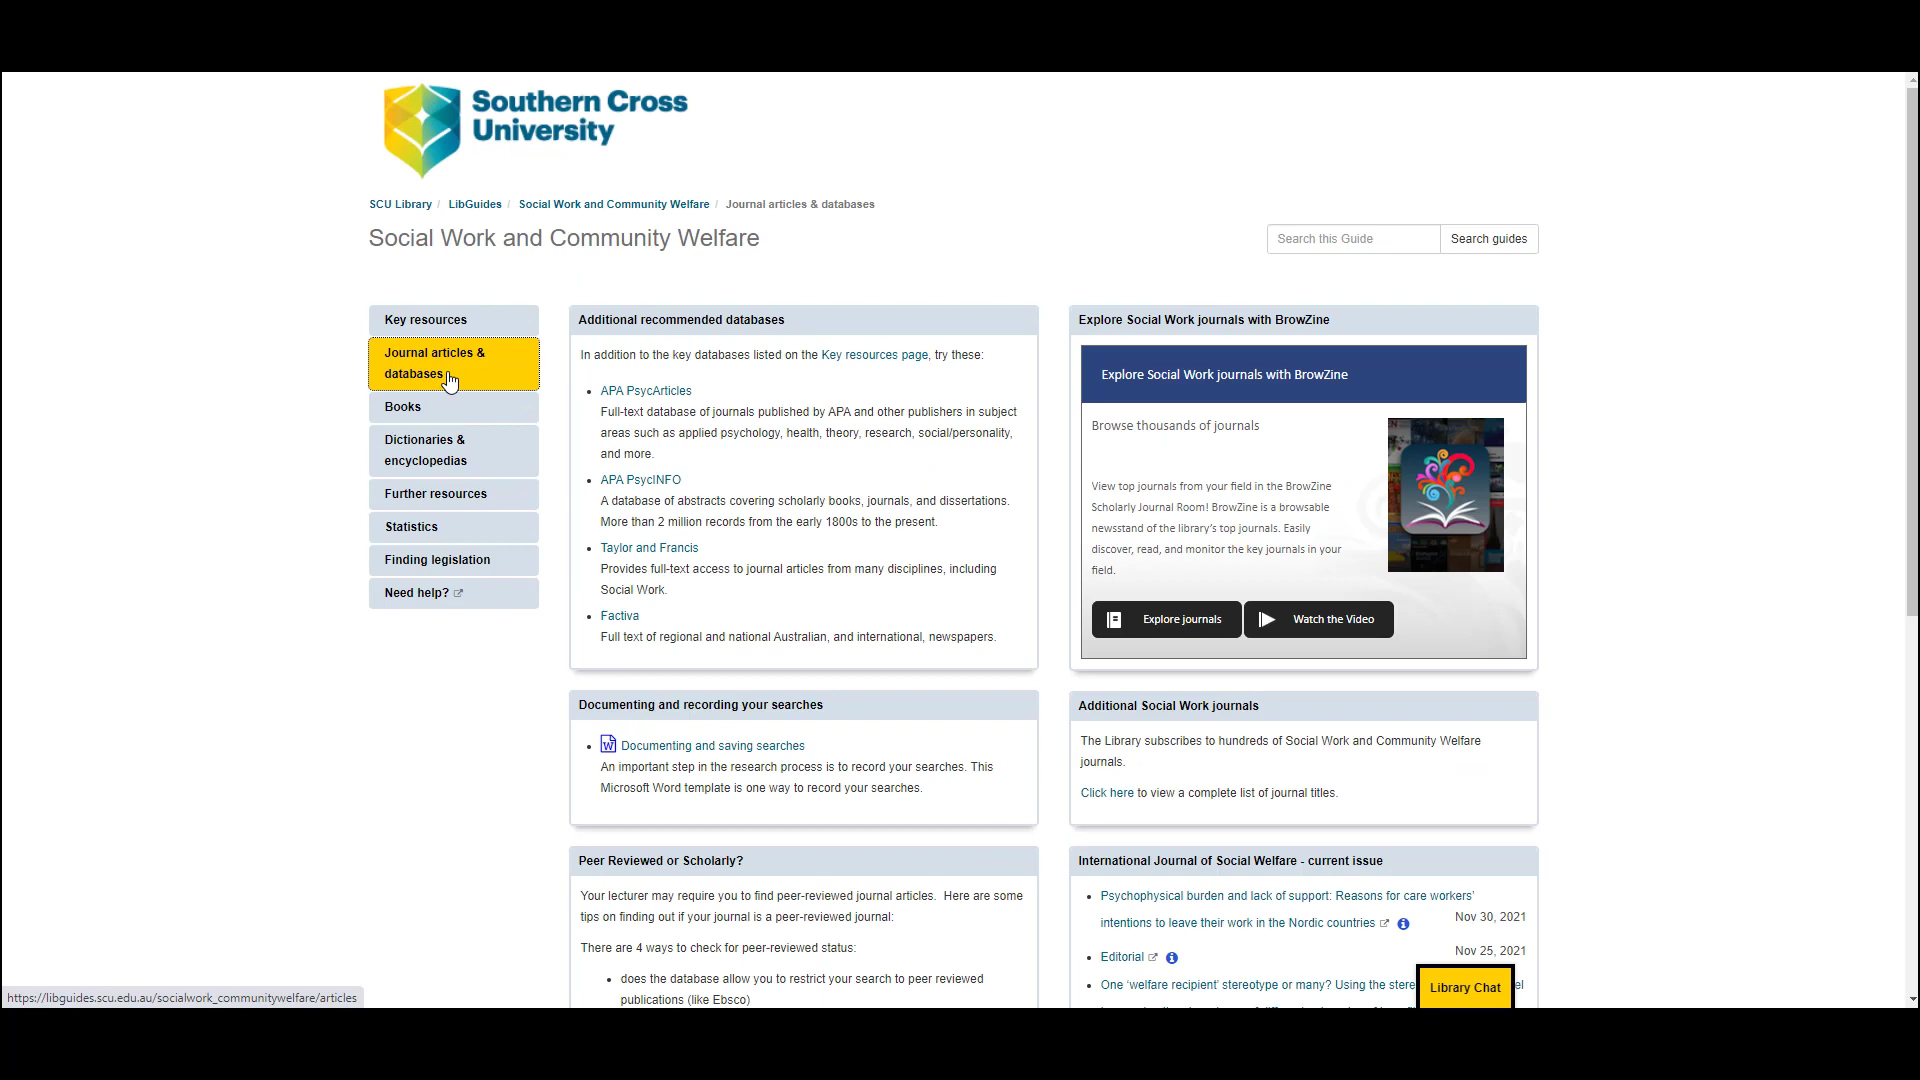 Southern Cross
University
SCU Library / LibGuides / Social Work and Community Welfare / Journal articles & databases
Social Work and Community Welfare
Search this Guide
Search guides
Key resources
Journal articles &
databases
Books
Dictionaries &
encyclopedias
Further resources
Statistics
Finding legislation
Need help?
Additional recommended databases
In addition to the key databases listed on the Key resources page, try these:
• APA PsycArticles
Full-text database of journals published by APA and other publishers in subject
areas such as applied psychology, health, theory, research, social/personality,
and more.
• APA PsycINFO
A database of abstracts covering scholarly books, journals, and dissertations.
More than 2 million records from the early 1800s to the present.
• Taylor and Francis
Provides full-text access to journal articles from many disciplines, including
Social Work.
• Factiva
Full text of regional and national Australian, and international, newspapers.
Documenting and recording your searches
• W Documenting and saving searches
An important step in the research process is to record your searches. This
Microsoft Word template is one way to record your searches.
Peer Reviewed or Scholarly?
Your lecturer may require you to find peer-reviewed journal articles. Here are some
tips on finding out if your journal is a peer-reviewed journal:
There are 4 ways to check for peer-reviewed status:
• does the database allow you to restrict your search to peer reviewed
publications (like Ebsco)
Explore Social Work journals with BrowZine
Explore Social Work journals with BrowZine
Browse thousands of journals
View top journals from your field in the BrowZine
Scholarly Journal Room! BrowZine is a browsable
newsstand of the library's top journals. Easily
discover, read, and monitor the key journals in your
field.
Explore journals
Watch the Video
Additional Social Work journals
The Library subscribes to hundreds of Social Work and Community Welfare
journals.
Click here to view a complete list of journal titles.
International Journal of Social Welfare - current issue
• Psychophysical burden and lack of support: Reasons for care workers'
intentions to leave their work in the Nordic countries
Nov 30, 2021
• Editorial
Nov 25, 2021
• One 'welfare recipient' stereotype or many? Using the
Library Chat
https://libguides.scu.edu.au/socialwork_communitywelfare/articles